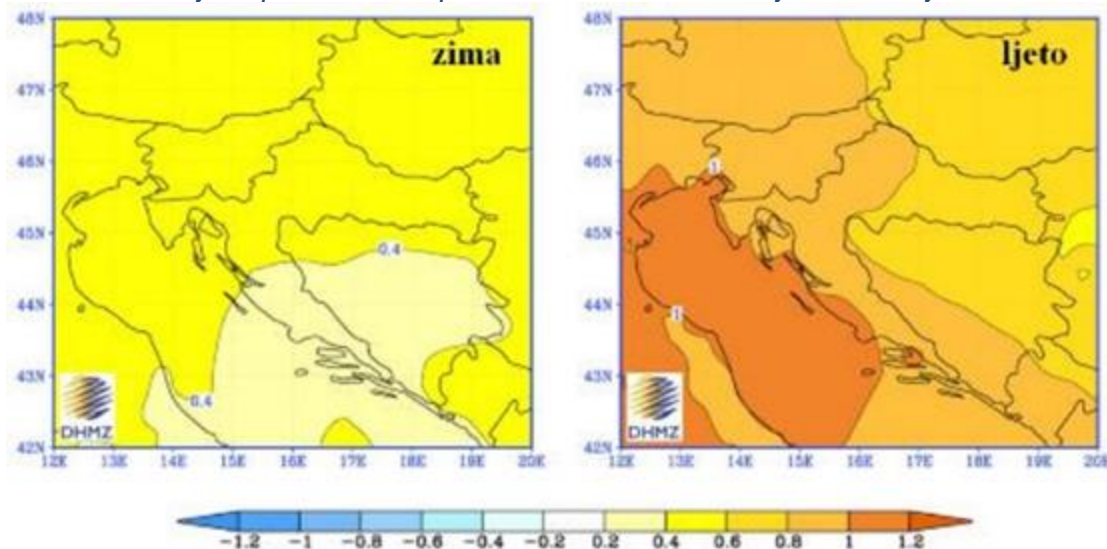 48N
zima
47N
46N
45N
0.4
44N
43N
0.4
DHMZ
42N
12E 13E 14E 15E 16E 17E 18E 19E 20E
48N
ljeto
47N
46N
1
45N
44N
1
43N
DHMZ
42N
12E 13E 14E 15E 16E 17E 18E 19E 20E
-1.2 -1 -0.8 -0.6 -0.4 -0.2 0.2 0.4 0.6 0.8 1 1.2